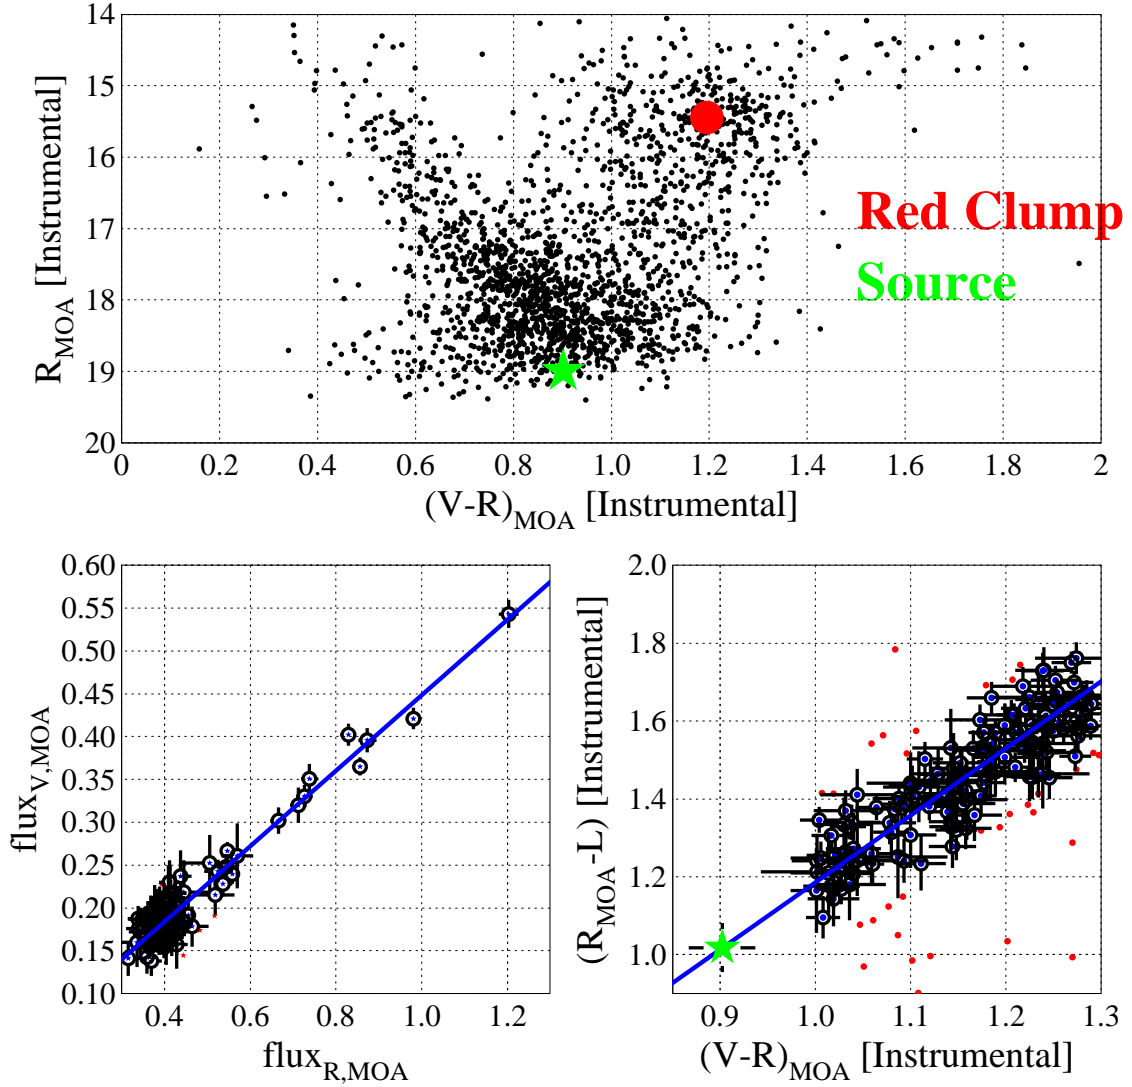 14
15
16
17
18
19
20
R_MOA [Instrumental]
Red Clump
Source
0 0.2 0.4 0.6 0.8 1.0 1.2 1.4 1.6 1.8 2
(V-R)_MOA [Instrumental]
0.60
0.55
0.50
0.45
0.40
0.35
0.30
0.25
0.20
0.15
0.10
flux_V,MOA
0.4 0.6 0.8 1.0 1.2
flux_R,MOA
2.0
1.8
1.6
1.4
1.2
1.0
(R_MOA-L) [Instrumental]
0.9 1.0 1.1 1.2 1.3
(V-R)_MOA [Instrumental]